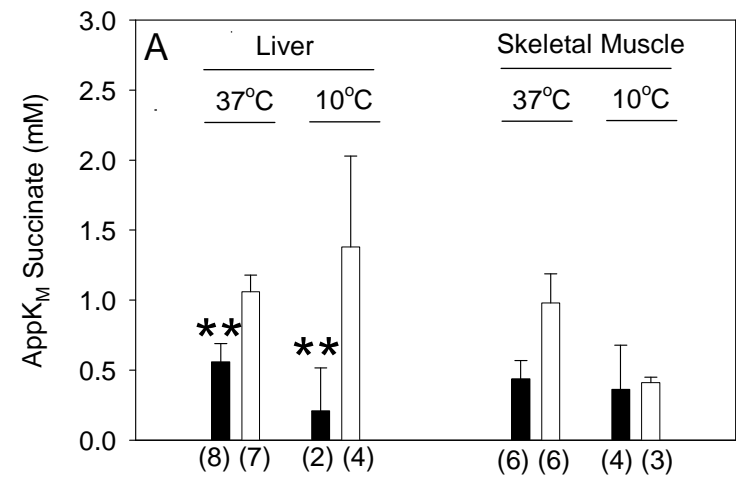 A
Liver
Skeletal Muscle
37°C
10°C
37°C
10°C
AppK_M Succinate (mM)
3.0
2.5
2.0
1.5
1.0
0.5
0.0
**
**
(8) (7)
(2) (4)
(6) (6)
(4) (3)